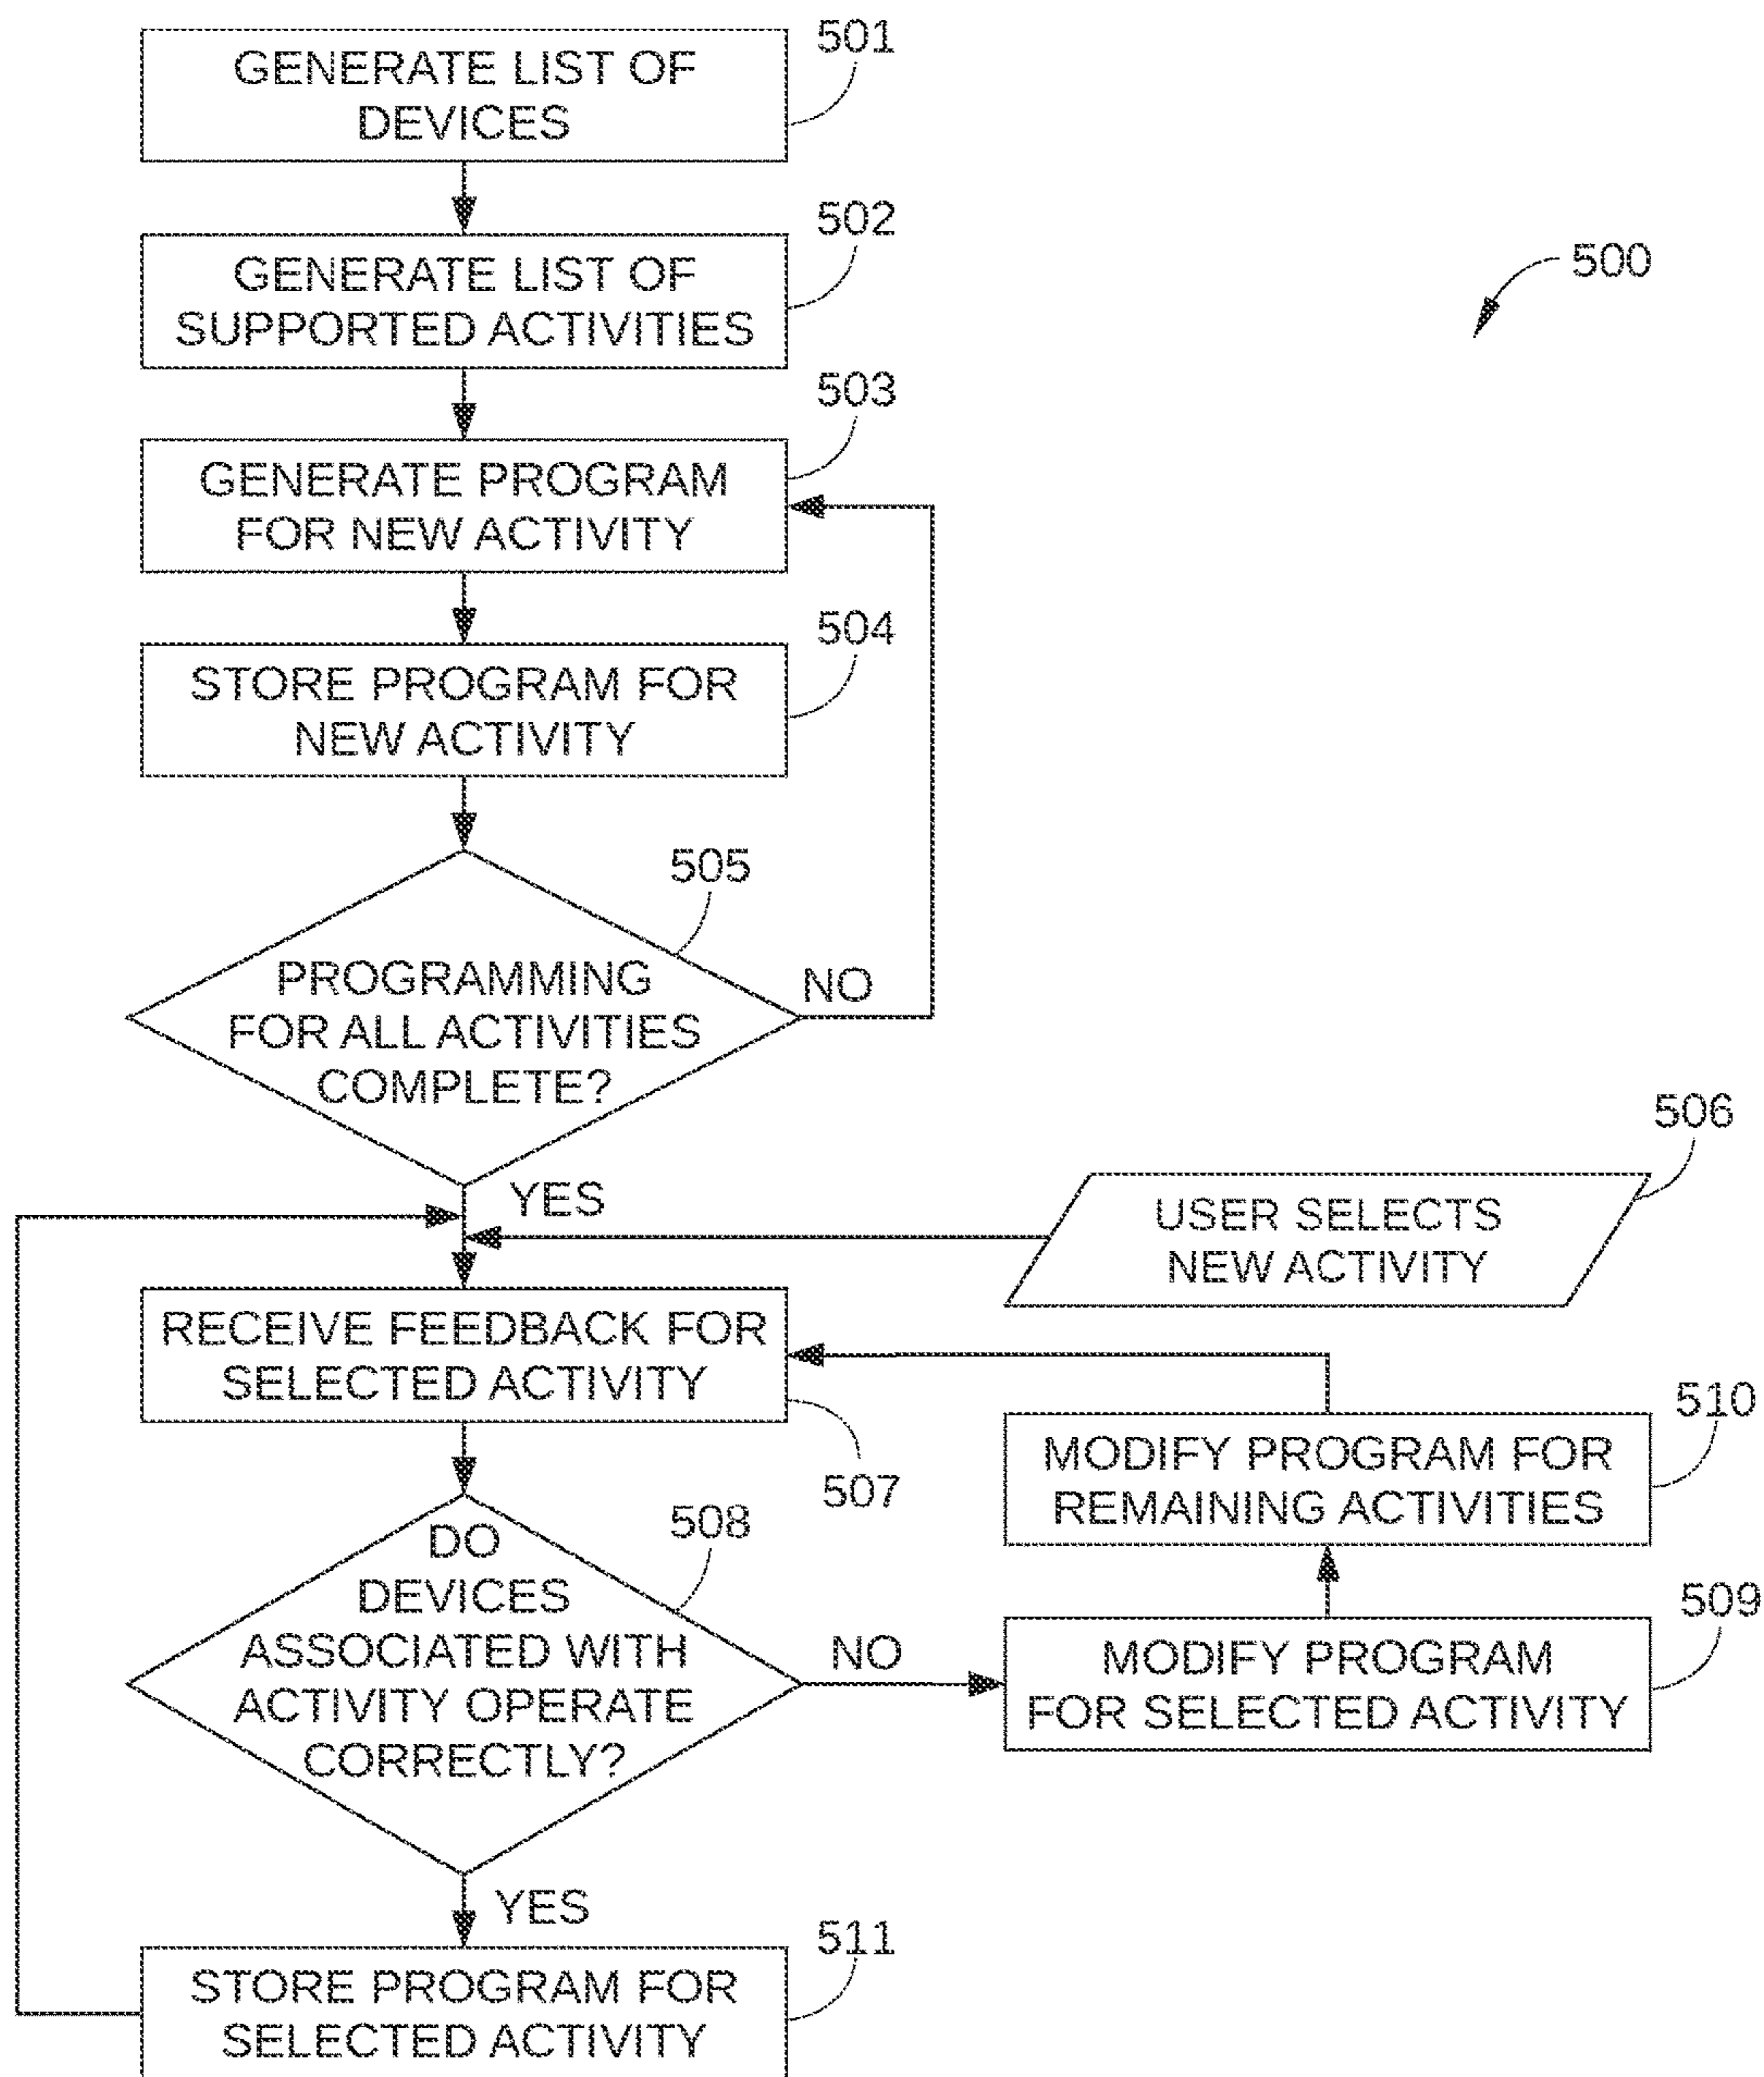 501
GENERATE LIST OF
DEVICES
502
GENERATE LIST OF
SUPPORTED ACTIVITIES
500
503
GENERATE PROGRAM
FOR NEW ACTIVITY
504
STORE PROGRAM FOR
NEW ACTIVITY
505
PROGRAMMING
FOR ALL ACTIVITIES
COMPLETE?
NO
YES
506
USER SELECTS
NEW ACTIVITY
RECEIVE FEEDBACK FOR
SELECTED ACTIVITY
507
510
MODIFY PROGRAM FOR
REMAINING ACTIVITIES
508
DO
DEVICES
ASSOCIATED WITH
ACTIVITY OPERATE
CORRECTLY?
NO
509
MODIFY PROGRAM
FOR SELECTED ACTIVITY
YES
511
STORE PROGRAM FOR
SELECTED ACTIVITY